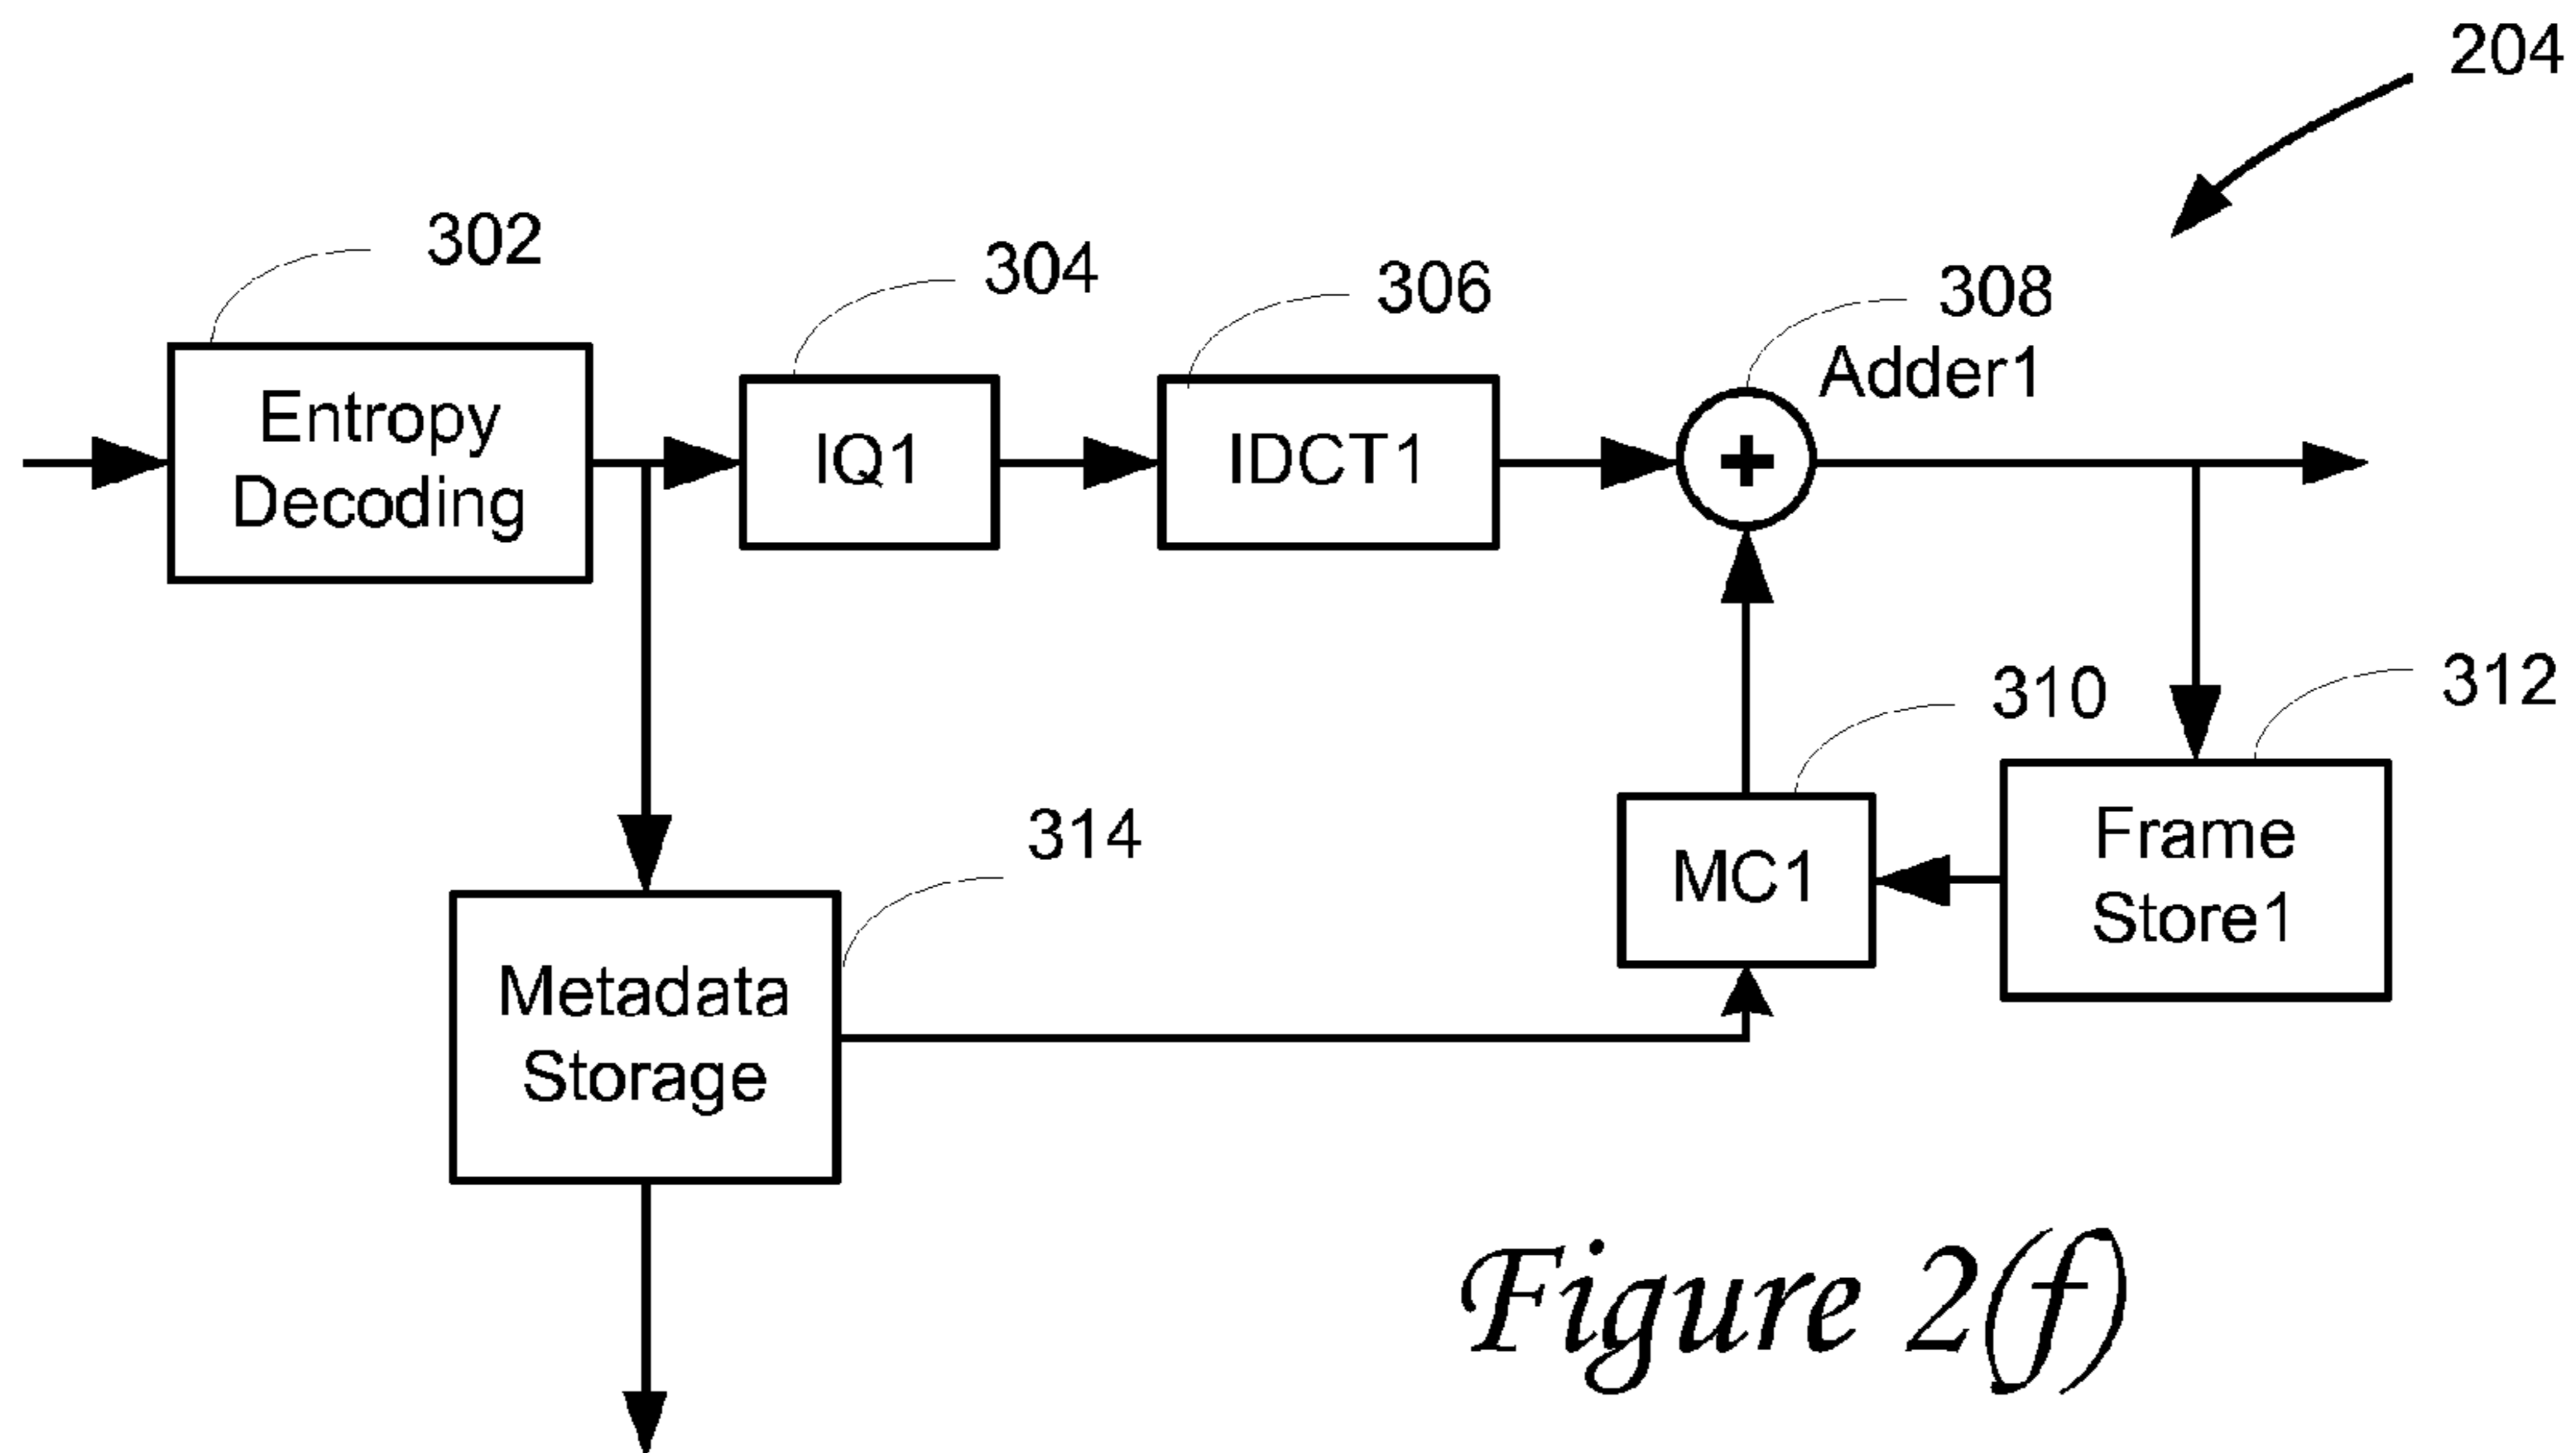 204
302
304
306
308
Adder1
Entropy
Decoding
IQ1
IDCT1
+
310
312
314
MC1
Frame
Store1
Metadata
Storage
Figure 2(f)